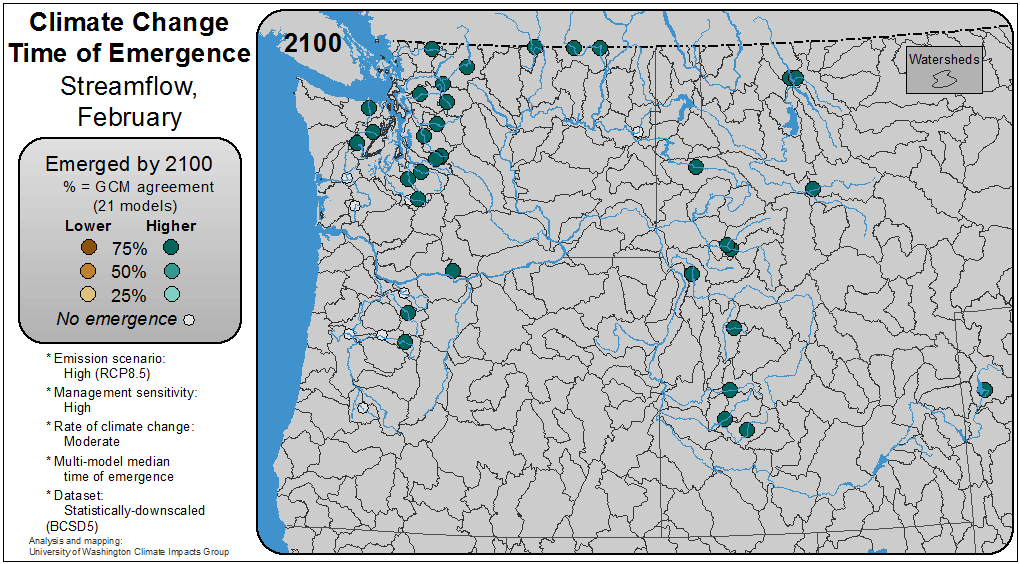 Climate Change
Time of Emergence
Streamflow,
February
Emerged by 2100
% = GCM agreement
(21 models)
Lower Higher
75%
50%
25%
No emergence
* Emission scenario:
High (RCP8.5)
* Management sensitivity:
High
* Rate of climate change:
Moderate
* Multi-model median
time of emergence
* Dataset:
Statistically-downscaled
(BCSD5)
Analysis and mapping:
University of Washington Climate Impacts Group
2100
Watersheds